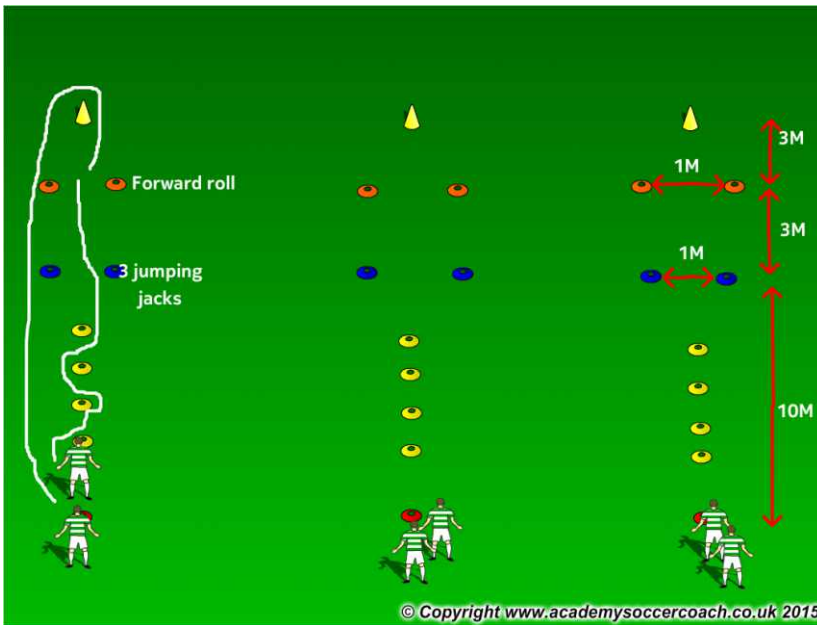 3M
1M
Forward roll
3M
1M
3 jumping
jacks
10M
© Copyright www.academysoccercoach.co.uk 2015